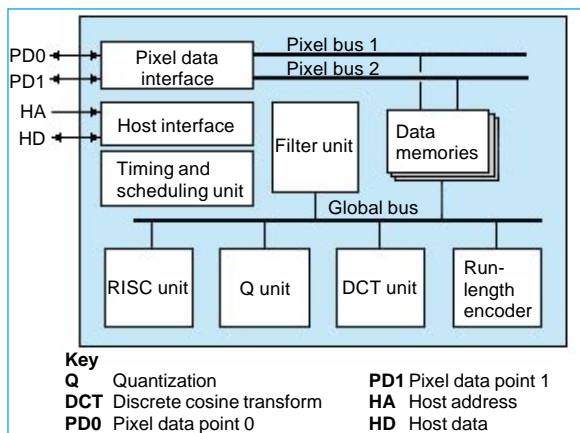 PD0
PD1
HA
HD
Pixel data
interface
Host interface
Timing and
scheduling unit
Pixel bus 1
Pixel bus 2
Filter unit
Data
memories
Global bus
RISC unit
Q unit
DCT unit
Run-
length
encoder
Key
Q Quantization
DCT Discrete cosine transform
PD0 Pixel data point 0
PD1 Pixel data point 1
HA Host address
HD Host data